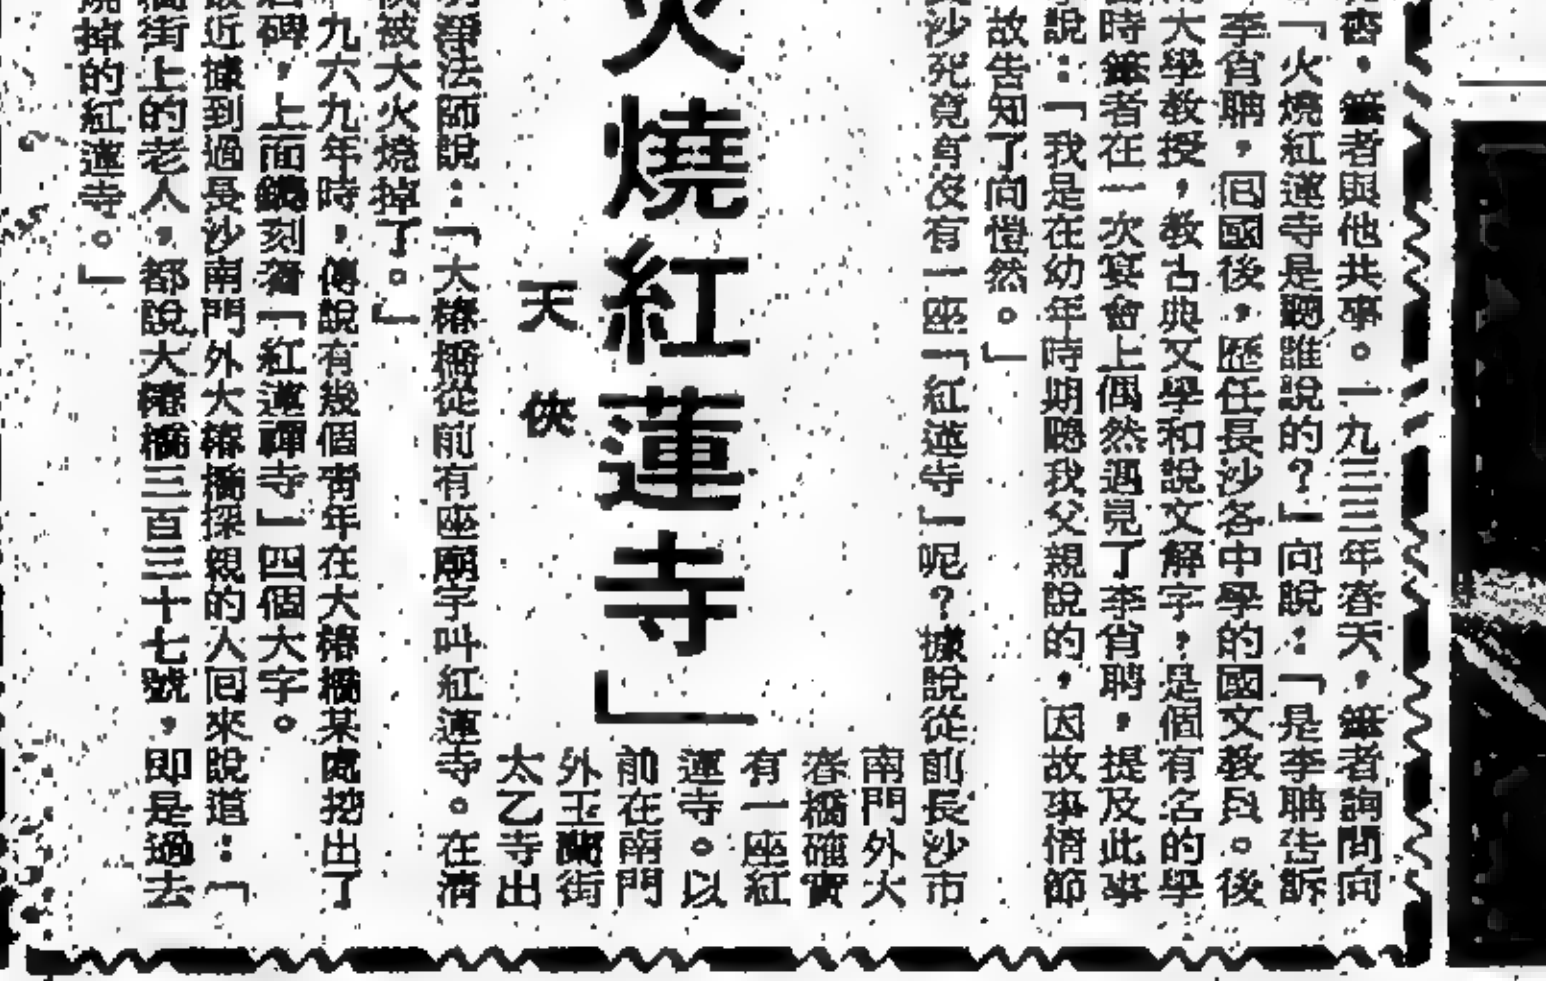 火燒紅蓮寺」
天俠
，筆者與他共事。一九三三年春天，筆者詢問向
「火燒紅蓮寺是聽誰說的？」向說：「是李聘告訴
李肖聘，回國後，歷任長沙各中學的國文教員。後
大學教授，教古典文學和說文解字，是個有名的學
時筆者在一次宴會上偶然遇見了李肖聘，提及此事
說：「我是在幼年時期聽我父親說的，因故事情節
故告知了向愷然。」
沙究竟有沒有一座「紅蓮寺」呢？據說從前長沙市
南門外火
春橋確實
有一座紅
蓮寺。以
前在南門
外玉蘭街
太乙寺出
淨法師說：「大椿橋從前有座廟宇叫紅蓮寺。在清
被大火燒掉了。」
九六九年時，傳說有幾個青年在大椿橋某處挖出了
碑，上面鐫刻着「紅蓮禪寺」四個大字。
最近據到過長沙南門外大椿橋探親的人回來說道：「
橋街上的老人，都說大椿橋三百三十七號，即是過去
燒掉的紅蓮寺。」